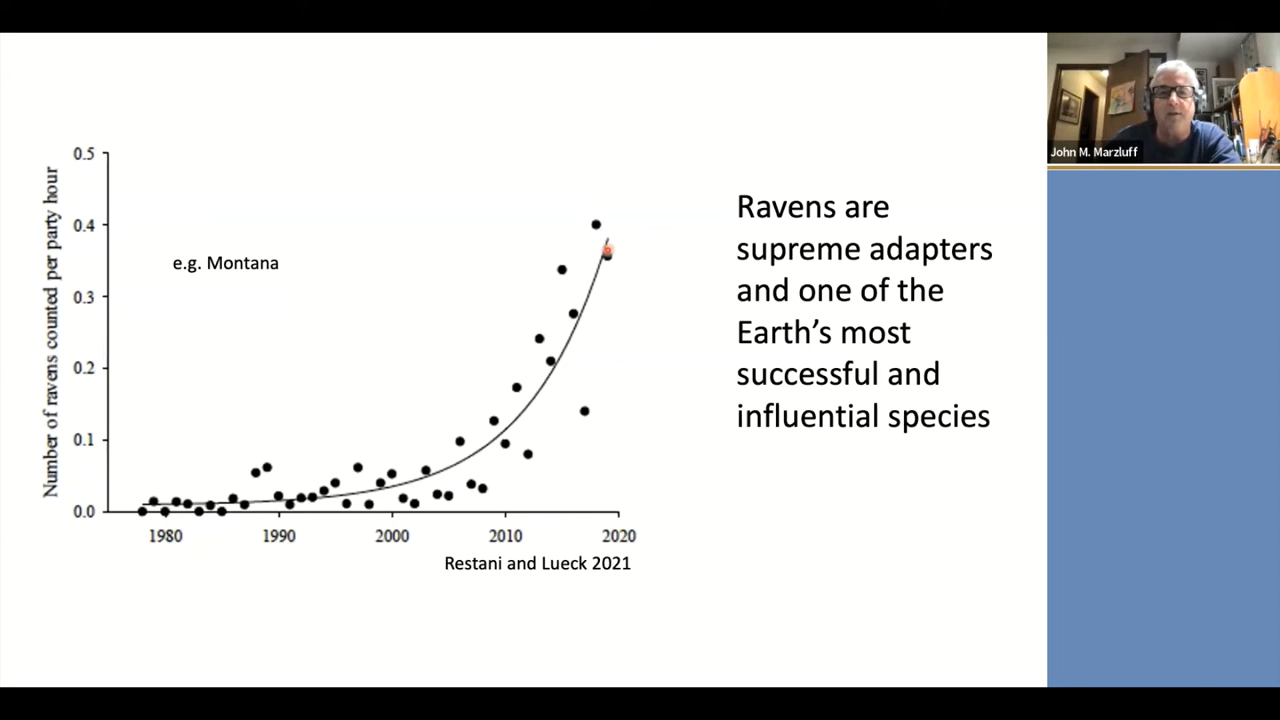 Number of ravens counted per party hour
0.5
0.4
0.3
0.2
0.1
0.0
1980 1990 2000 2010 2020
e.g. Montana
Restani and Lueck 2021
Ravens are
supreme adapters
and one of the
Earth’s most
successful and
influential species
John M. Marzluff